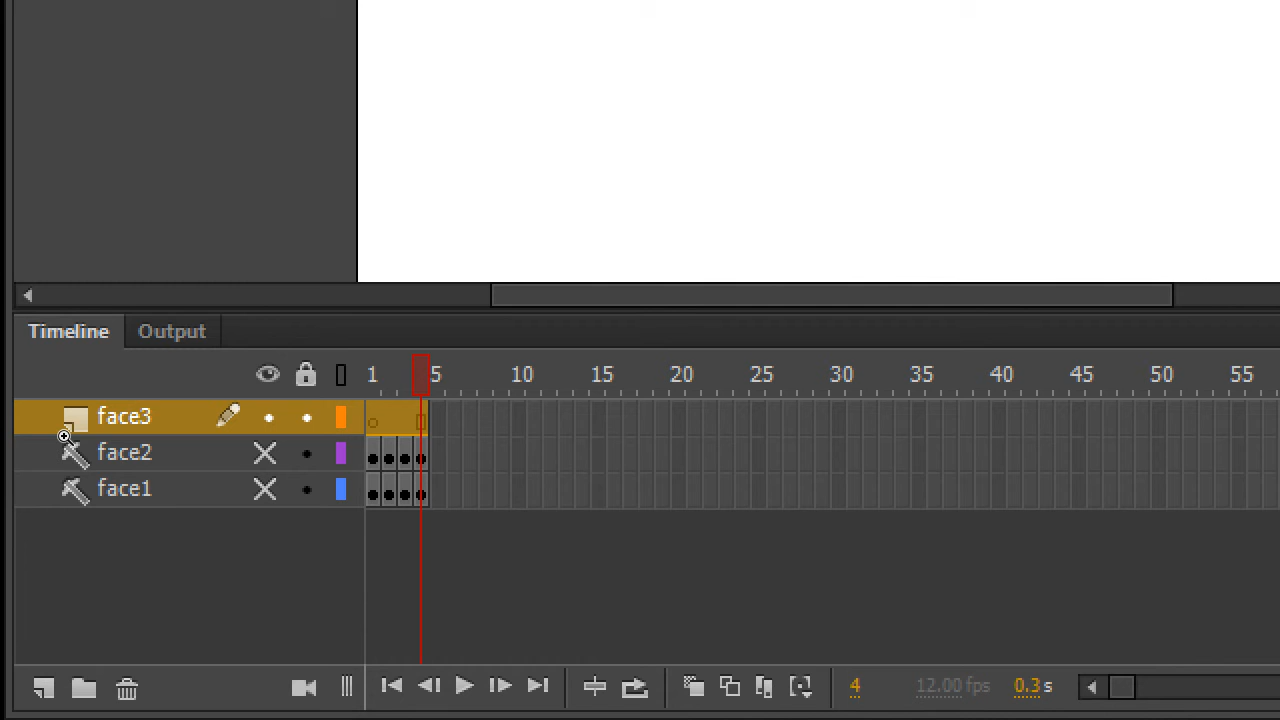 Timeline Output
1 5 10 15 20 25 30 35 40 45 50 55
face3
face2
face1
4 12.00 fps 0.3 s